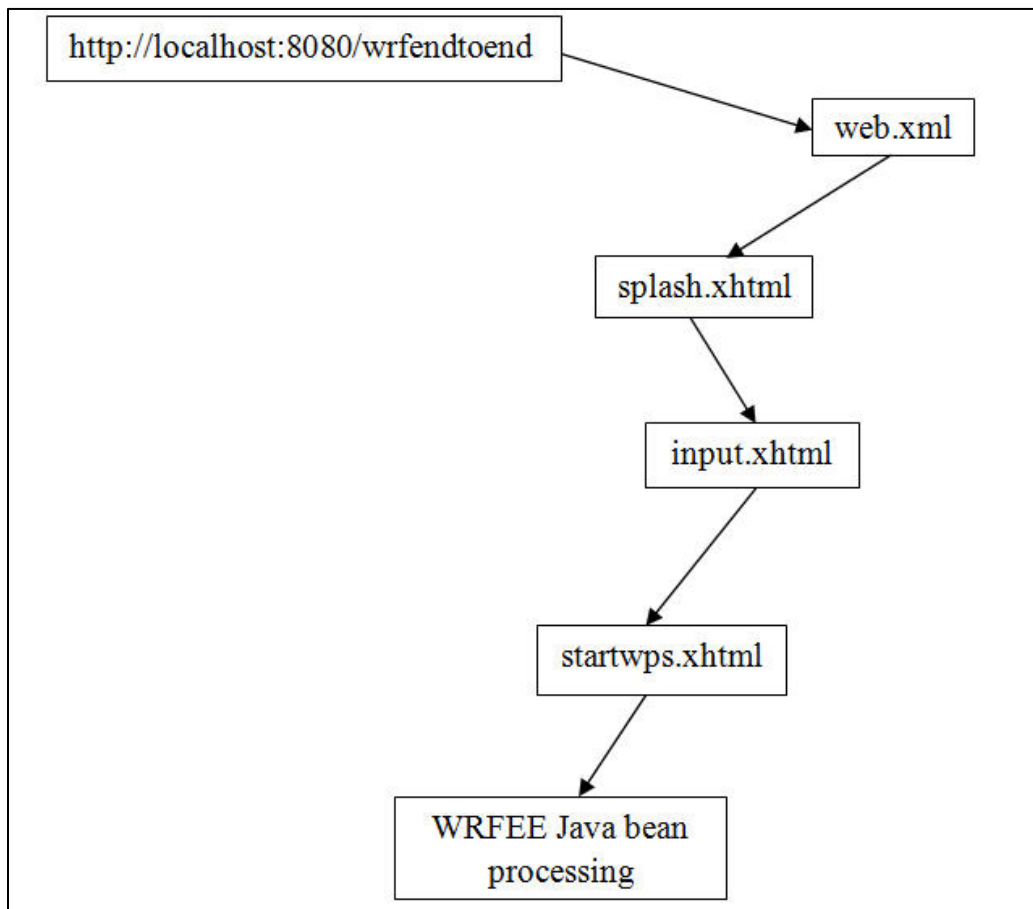 http://localhost:8080/wrfendtoend
web.xml
splash.xhtml
input.xhtml
startwps.xhtml
WRFEE Java bean
processing